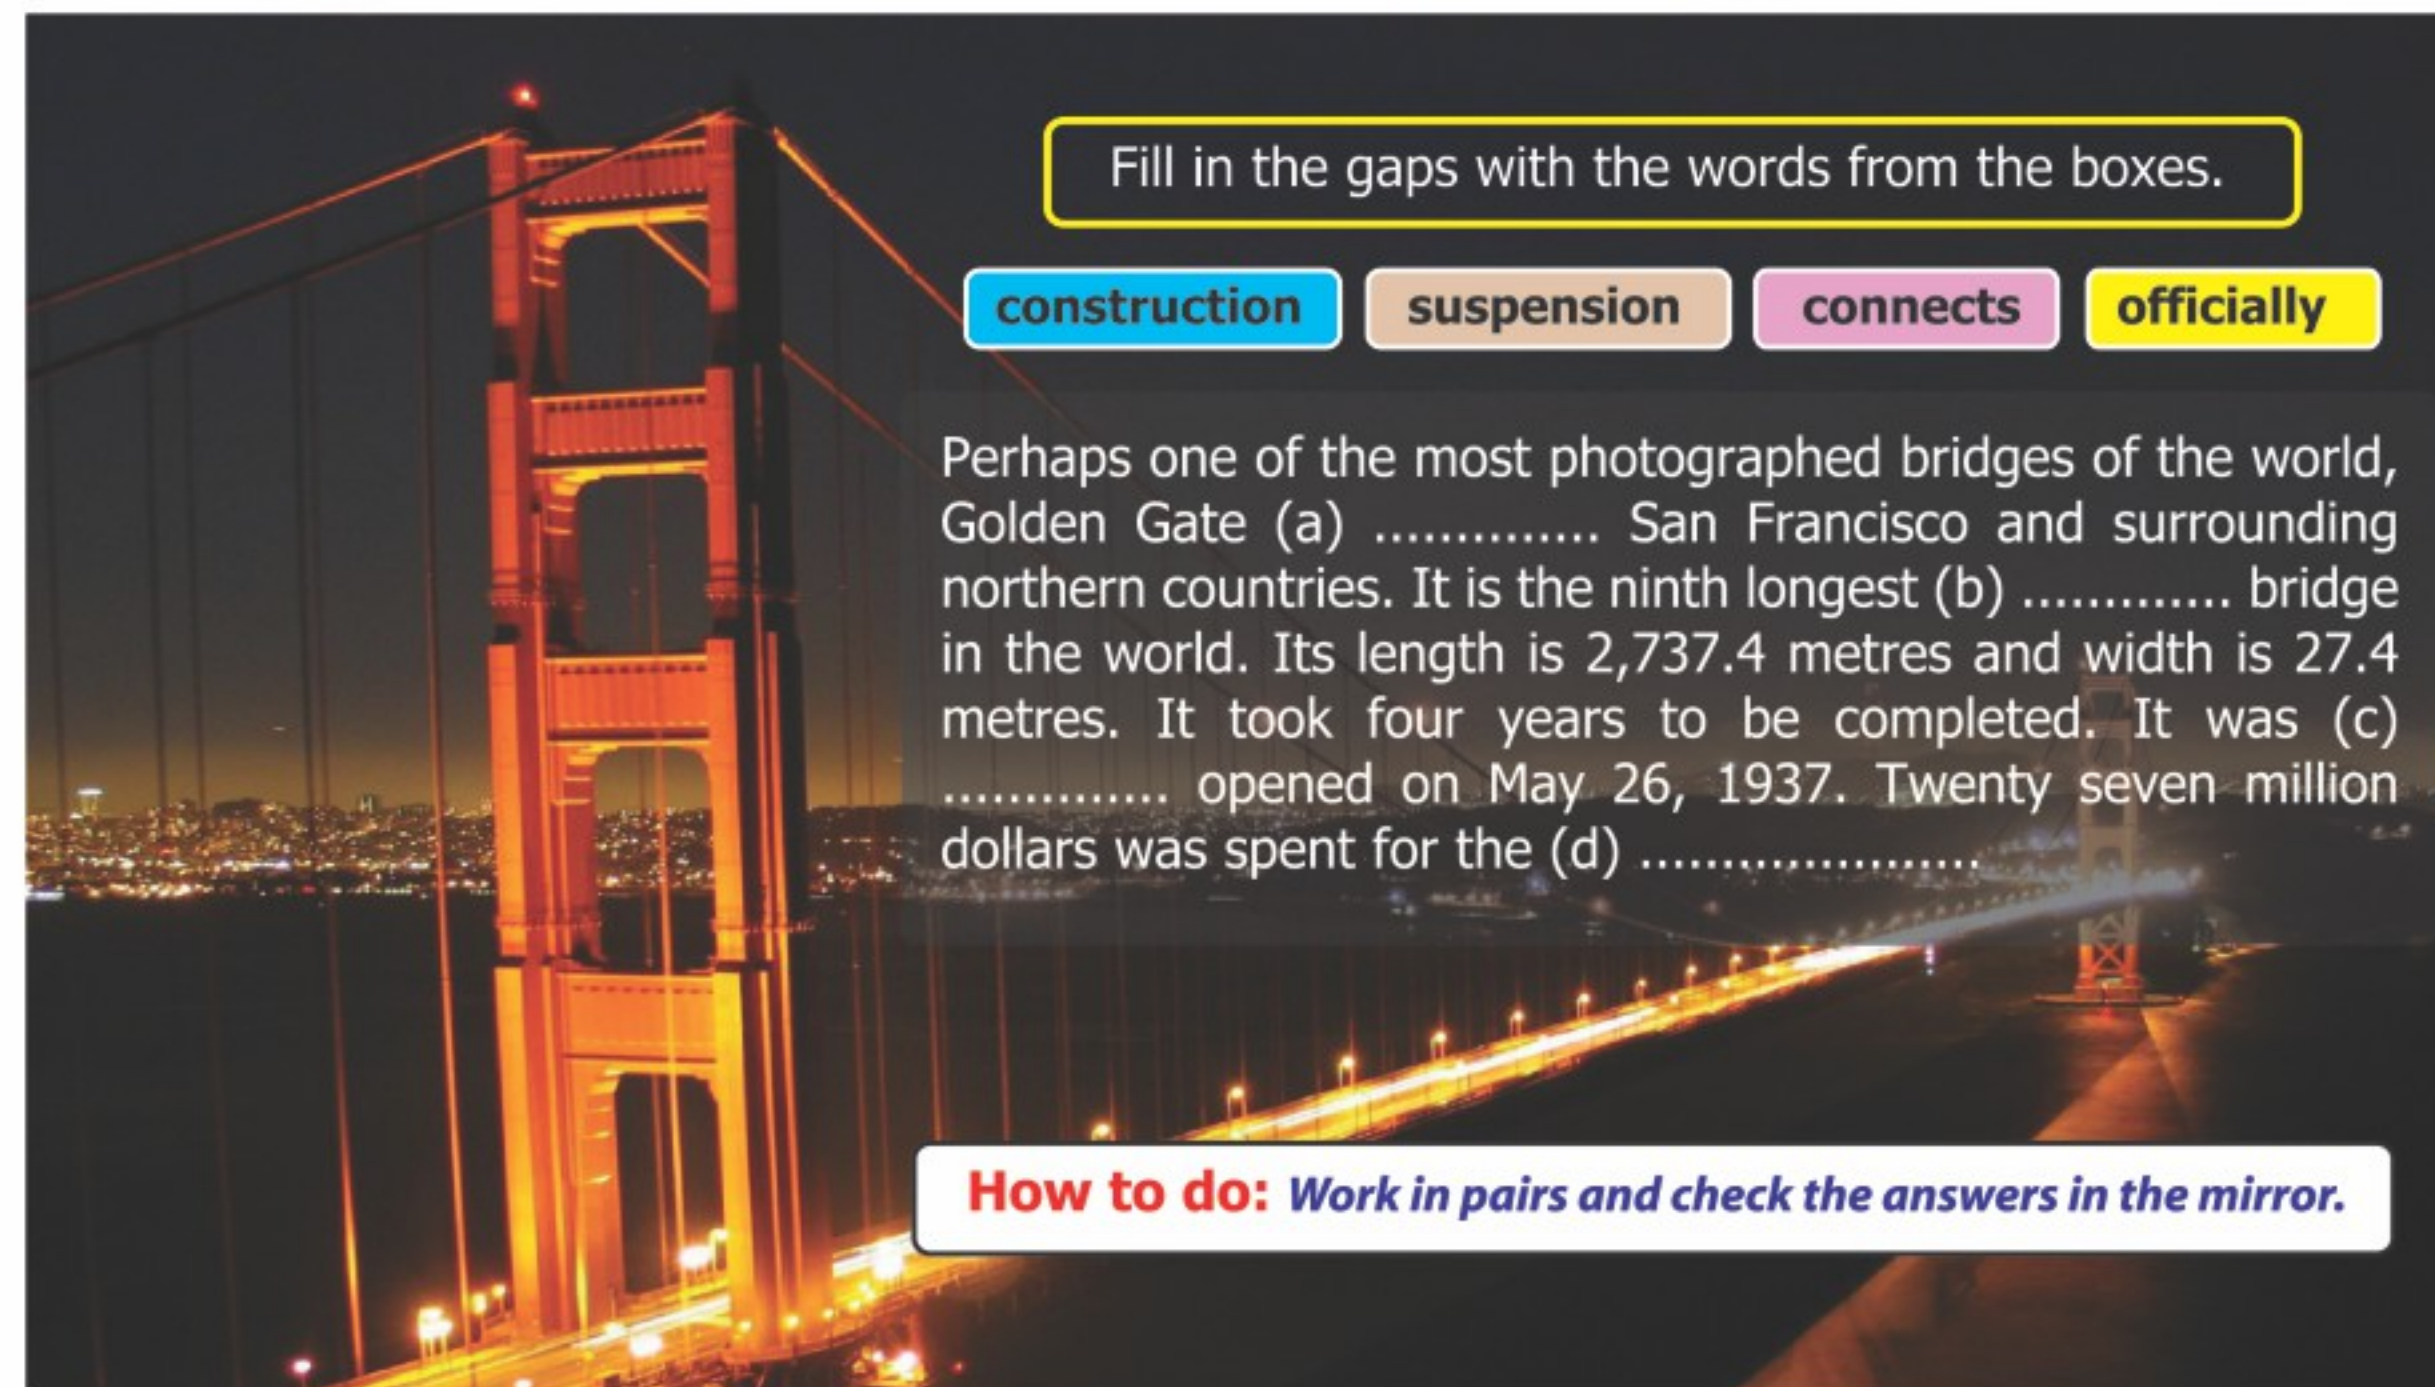 Fill in the gaps with the words from the boxes.
construction suspension connects officially
Perhaps one of the most photographed bridges of the world,
Golden Gate (a) .............. San Francisco and surrounding
northern countries. It is the ninth longest (b) ............. bridge
in the world. Its length is 2,737.4 metres and width is 27.4
metres. It took four years to be completed. It was (c)
.............. opened on May 26, 1937. Twenty seven million
dollars was spent for the (d) .....................
How to do: Work in pairs and check the answers in the mirror.